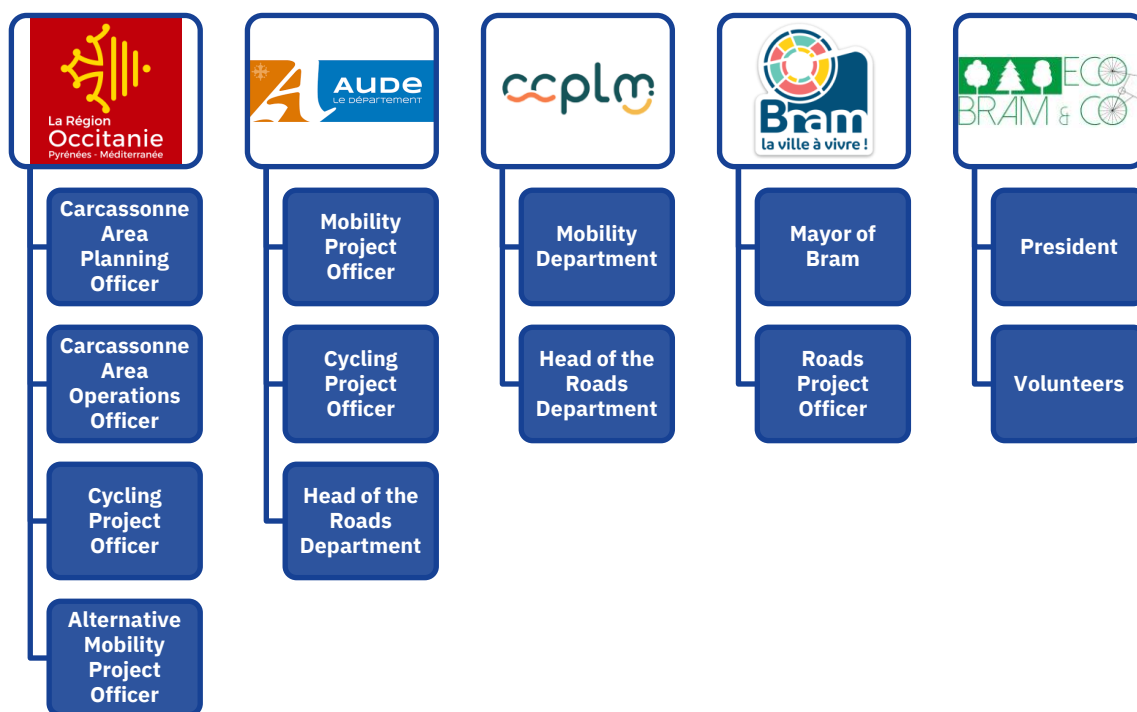 La Région
Occitanie
Pyrénées - Méditerranée
Carcassonne
Area
Planning
Officer
Carcassonne
Area
Operations
Officer
Cycling
Project
Officer
Alternative
Mobility
Project
Officer
AUDE
LE DÉPARTEMENT
Mobility
Project
Officer
Cycling
Project
Officer
Head of the
Roads
Department
ccplm
Mobility
Department
Head of the
Roads
Department
Bram
la ville à vivre !
Mayor of
Bram
Roads
Project
Officer
ECO
BRAM & CO
President
Volunteers